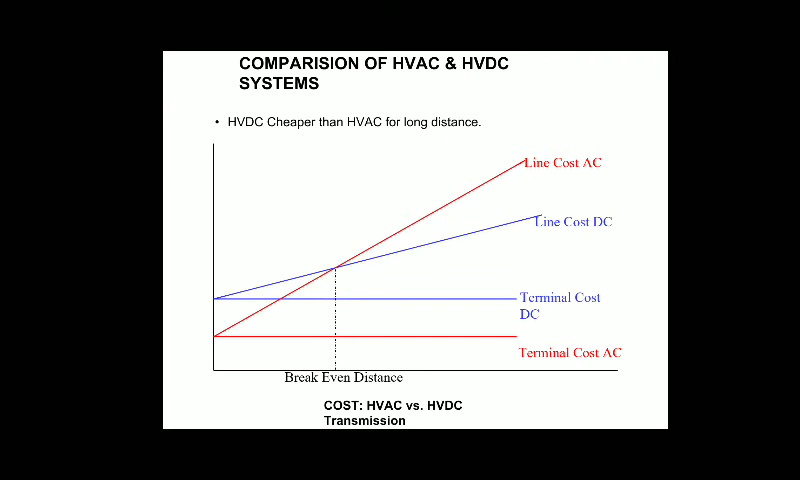 COMPARISION OF HVAC & HVDC
SYSTEMS
• HVDC Cheaper than HVAC for long distance.
Line Cost AC
Line Cost DC
Terminal Cost
DC
Terminal Cost AC
Break Even Distance
COST: HVAC vs. HVDC
Transmission